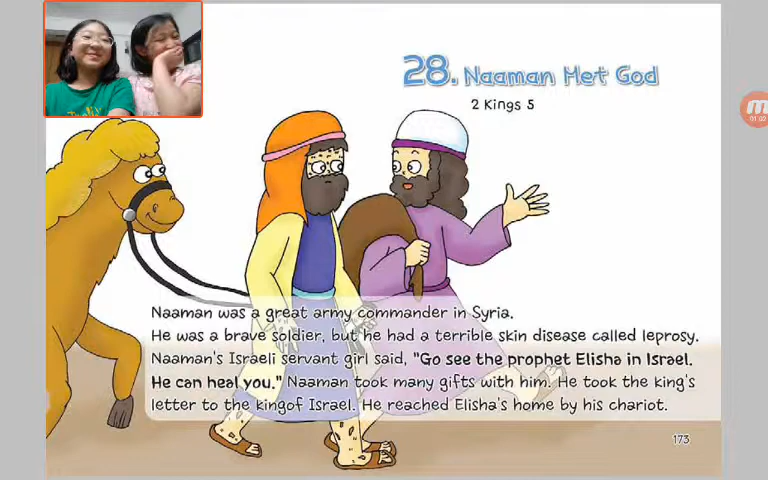 28. Naaman Met God
2 Kings 5
Naaman was a great army commander in Syria.
He was a brave soldier, but he had a terrible skin disease called leprosy.
Naaman's Israeli servant girl said, "Go see the prophet Elisha in Israel.
He can heal you." Naaman took many gifts with him. He took the king's
letter to the kingof Israel. He reached Elisha's home by his chariot.
173
01:02